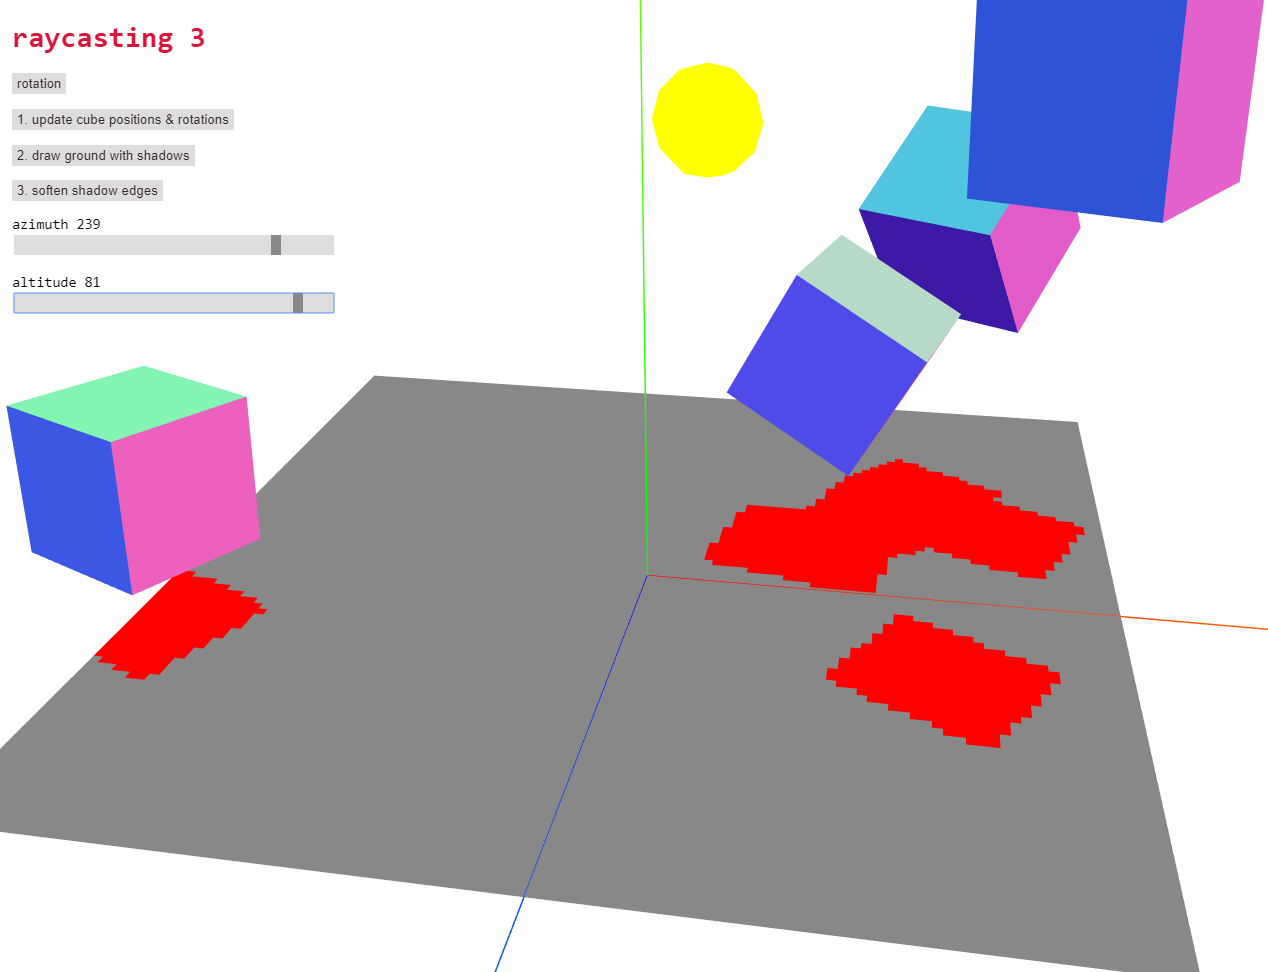 raycasting 3
rotation
1. update cube positions & rotations
2. draw ground with shadows
3. soften shadow edges
azimuth 239
altitude 81